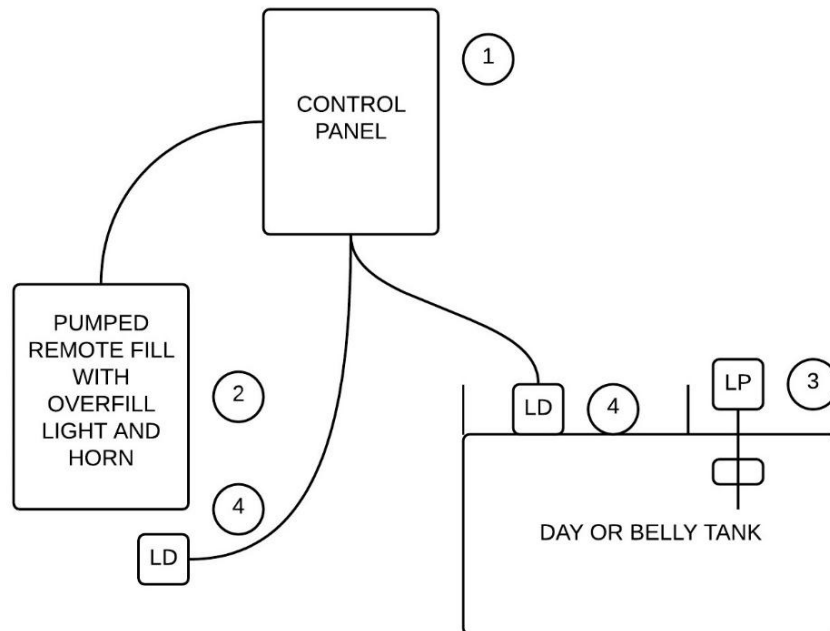 1
CONTROL
PANEL
PUMPED
REMOTE FILL
WITH
OVERFILL
LIGHT AND
HORN
2
LP
3
LD
4
4
LD
DAY OR BELLY TANK